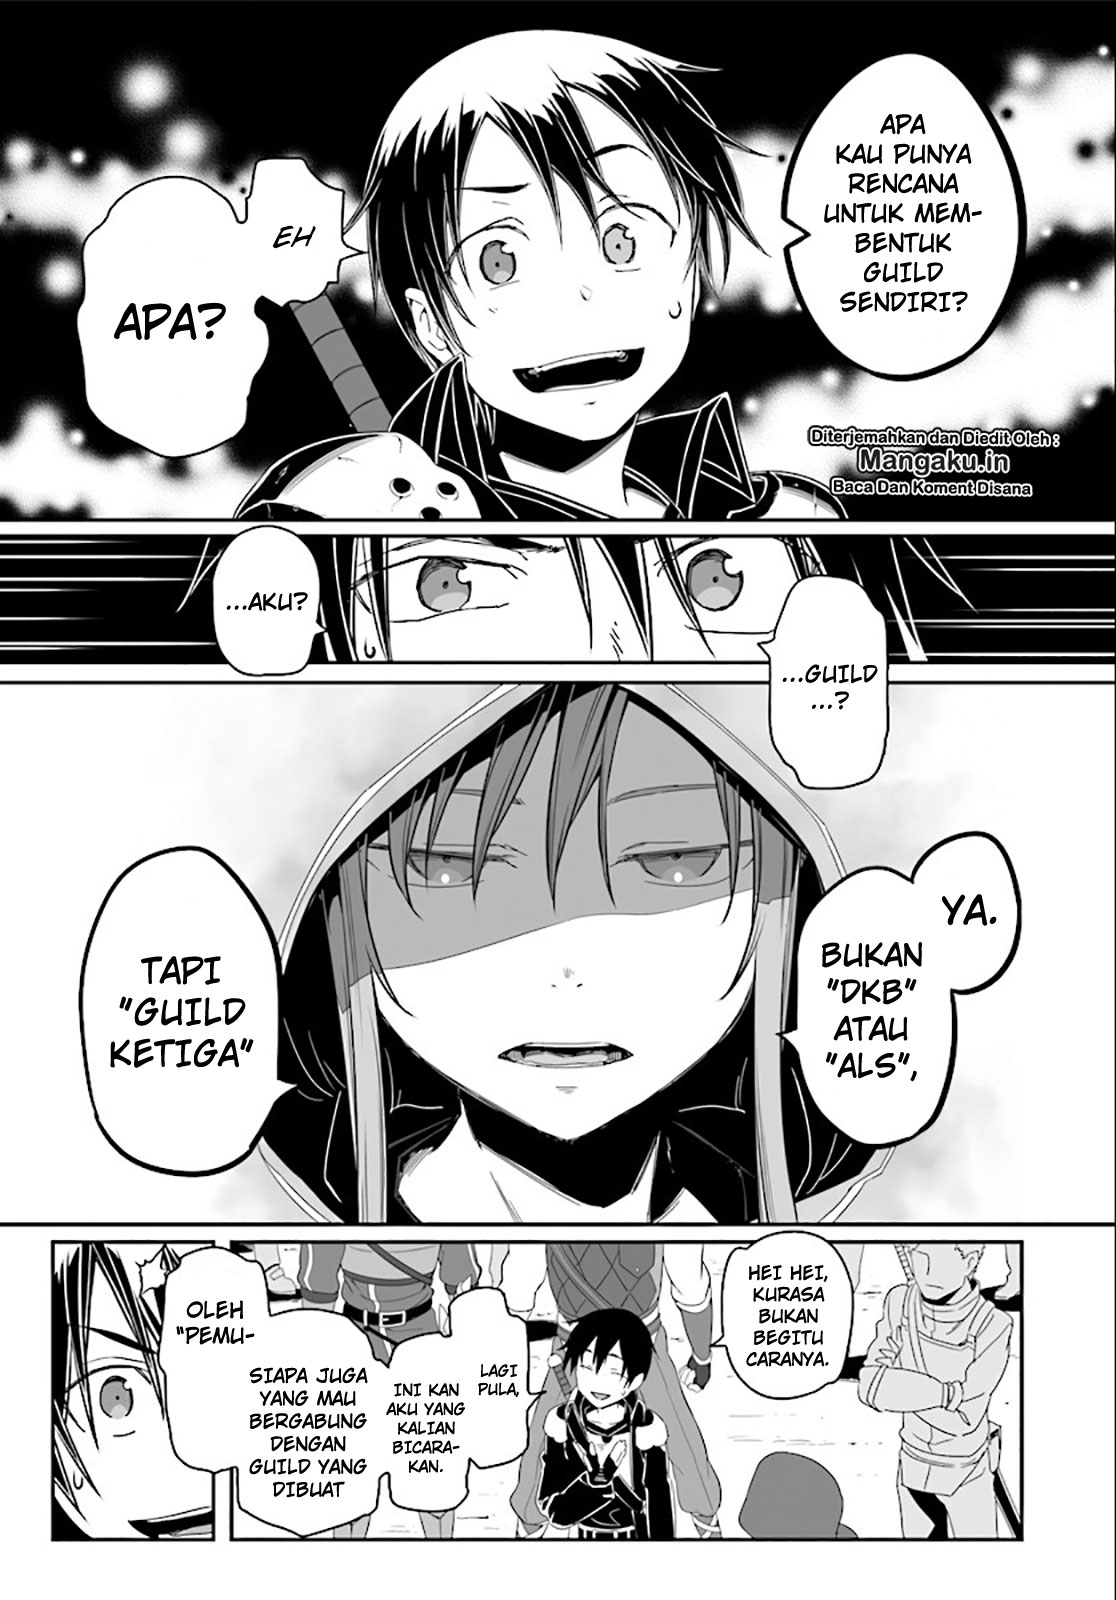 APA
KAU PUNYA
RENCANA
UNTUK MEM-
BENTUK
GUILD
SENDIRI?
EH
APA?
Diterjemahkan dan Diedit Oleh :
Mangaku.in
Baca Dan Koment Disana
...GUILD
...?
...AKU?
YA.
BUKAN
"DKB"
ATAU
"ALS",
TAPI
"GUILD
KETIGA"
HEI HEI,
KURASA
BUKAN
BEGITU
CARANYA.
LAGI
PULA,
INI KAN
AKU YANG
KALIAN
BICARA-
KAN.
SIAPA JUGA
YANG MAU
BERGABUNG
DENGAN
GUILD YANG
DIBUAT
OLEH
"PEMU-